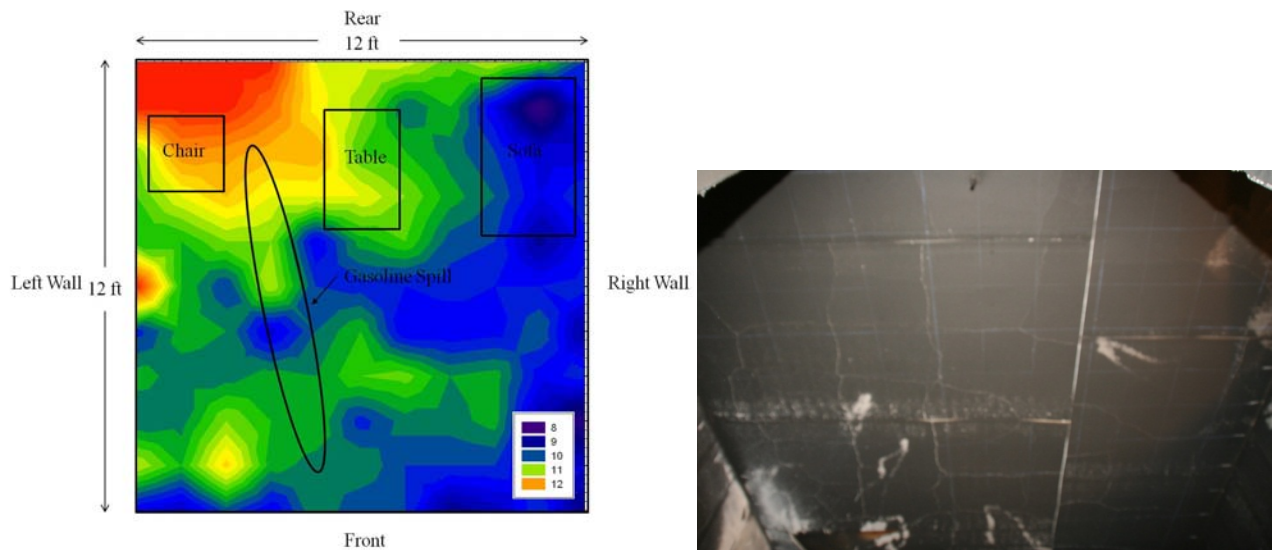 Rear
12 ft
Chair
Table
Sofa
Gasoline Spill
Left Wall
12 ft
Right Wall
8
9
10
11
12
Front